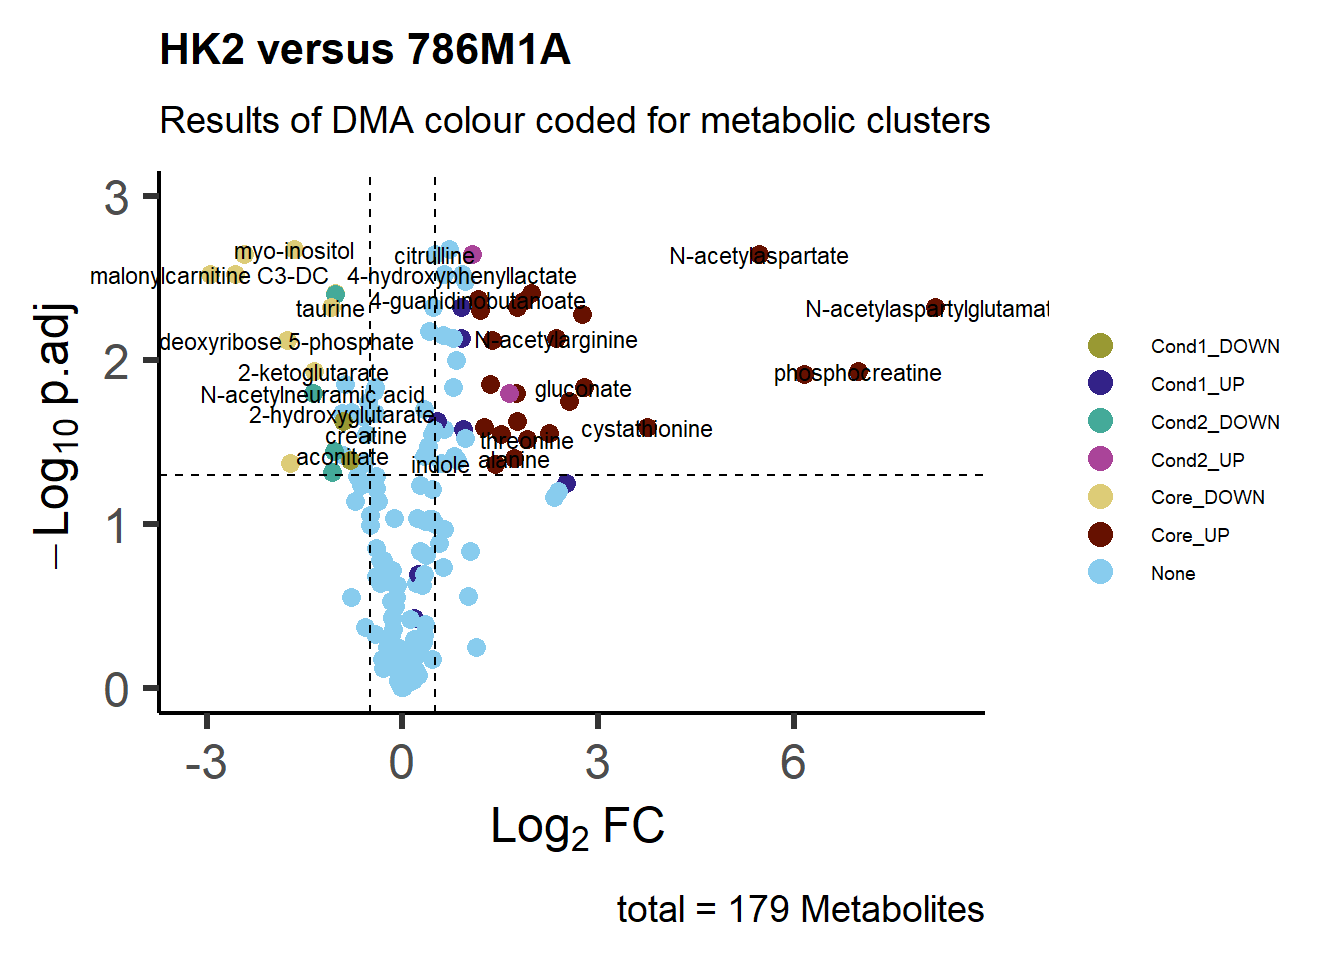 HK2 versus 786M1A
Results of DMA colour coded for metabolic clusters
−Log10 p.adj
3
2
1
0
myo-inositol
citrulline
N-acetylaspartate
malonylcarnitine C3-DC
4-hydroxyphenyllactate
taurine
4-guanidinobutanoate
N-acetylaspartylglutamat
deoxyribose 5-phosphate
N-acetylarginine
2-ketoglutarate
phosphocreatine
N-acetylneuraminic acid
gluconate
2-hydroxyglutarate
cystathionine
creatine
threonine
aconitate
indole
alanine
-3
0
3
6
Log2 FC
Cond1_DOWN
Cond1_UP
Cond2_DOWN
Cond2_UP
Core_DOWN
Core_UP
None
total = 179 Metabolites